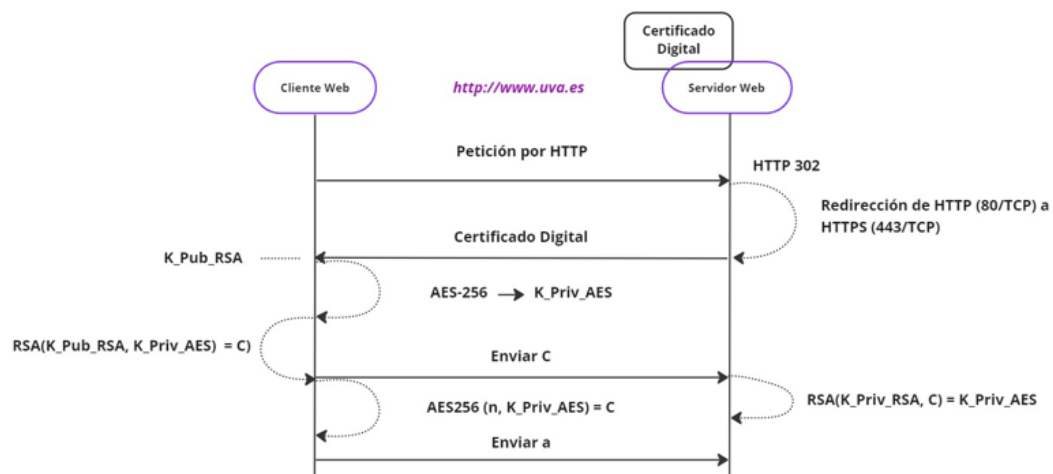 Certificado
Digital
Cliente Web
http://www.uva.es
Servidor Web
Petición por HTTP
HTTP 302
Redirección de HTTP (80/TCP) a
HTTPS (443/TCP)
Certificado Digital
K_Pub_RSA
AES-256 → K_Priv_AES
RSA(K_Pub_RSA, K_Priv_AES) = C)
Enviar C
AES256 (n, K_Priv_AES) = C
RSA(K_Priv_RSA, C) = K_Priv_AES
Enviar a